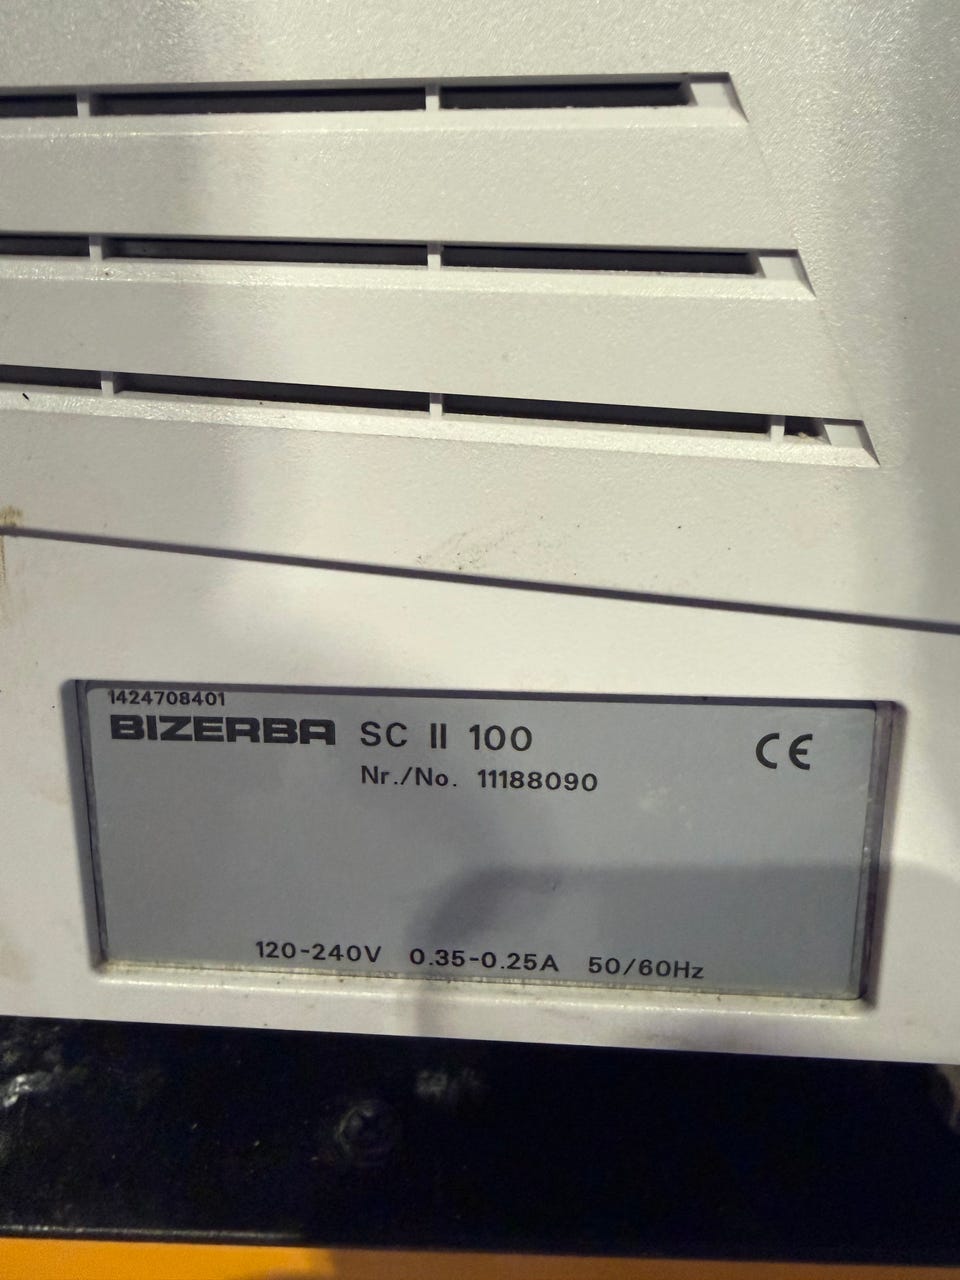 1424708401
BIZERBA SC II 100
CE
Nr./No. 11188090
120-240V 0.35-0.25A 50/60Hz